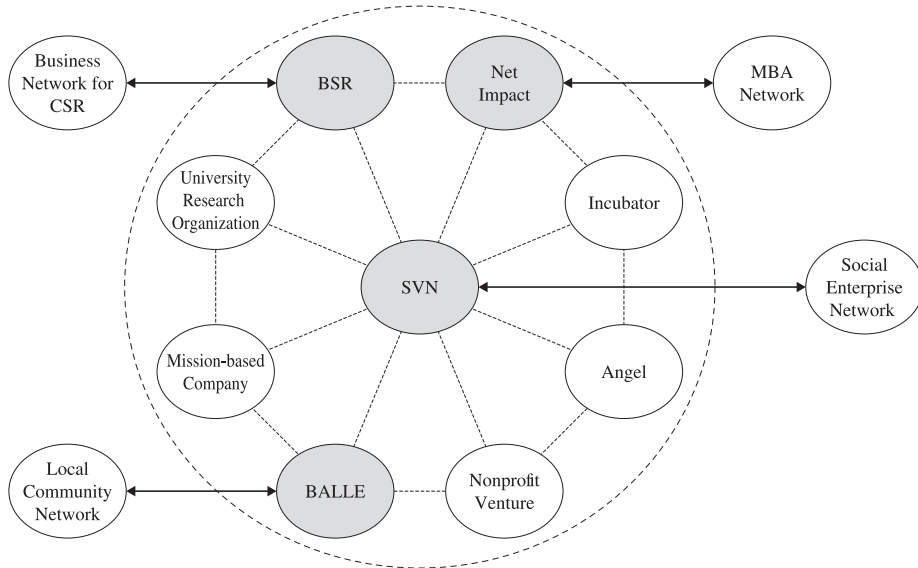 Business
Network for
CSR
BSR
Net
Impact
MBA
Network
University
Research
Organization
Incubator
SVN
Social
Enterprise
Network
Mission-based
Company
Angel
Local
Community
Network
BALLE
Nonprofit
Venture